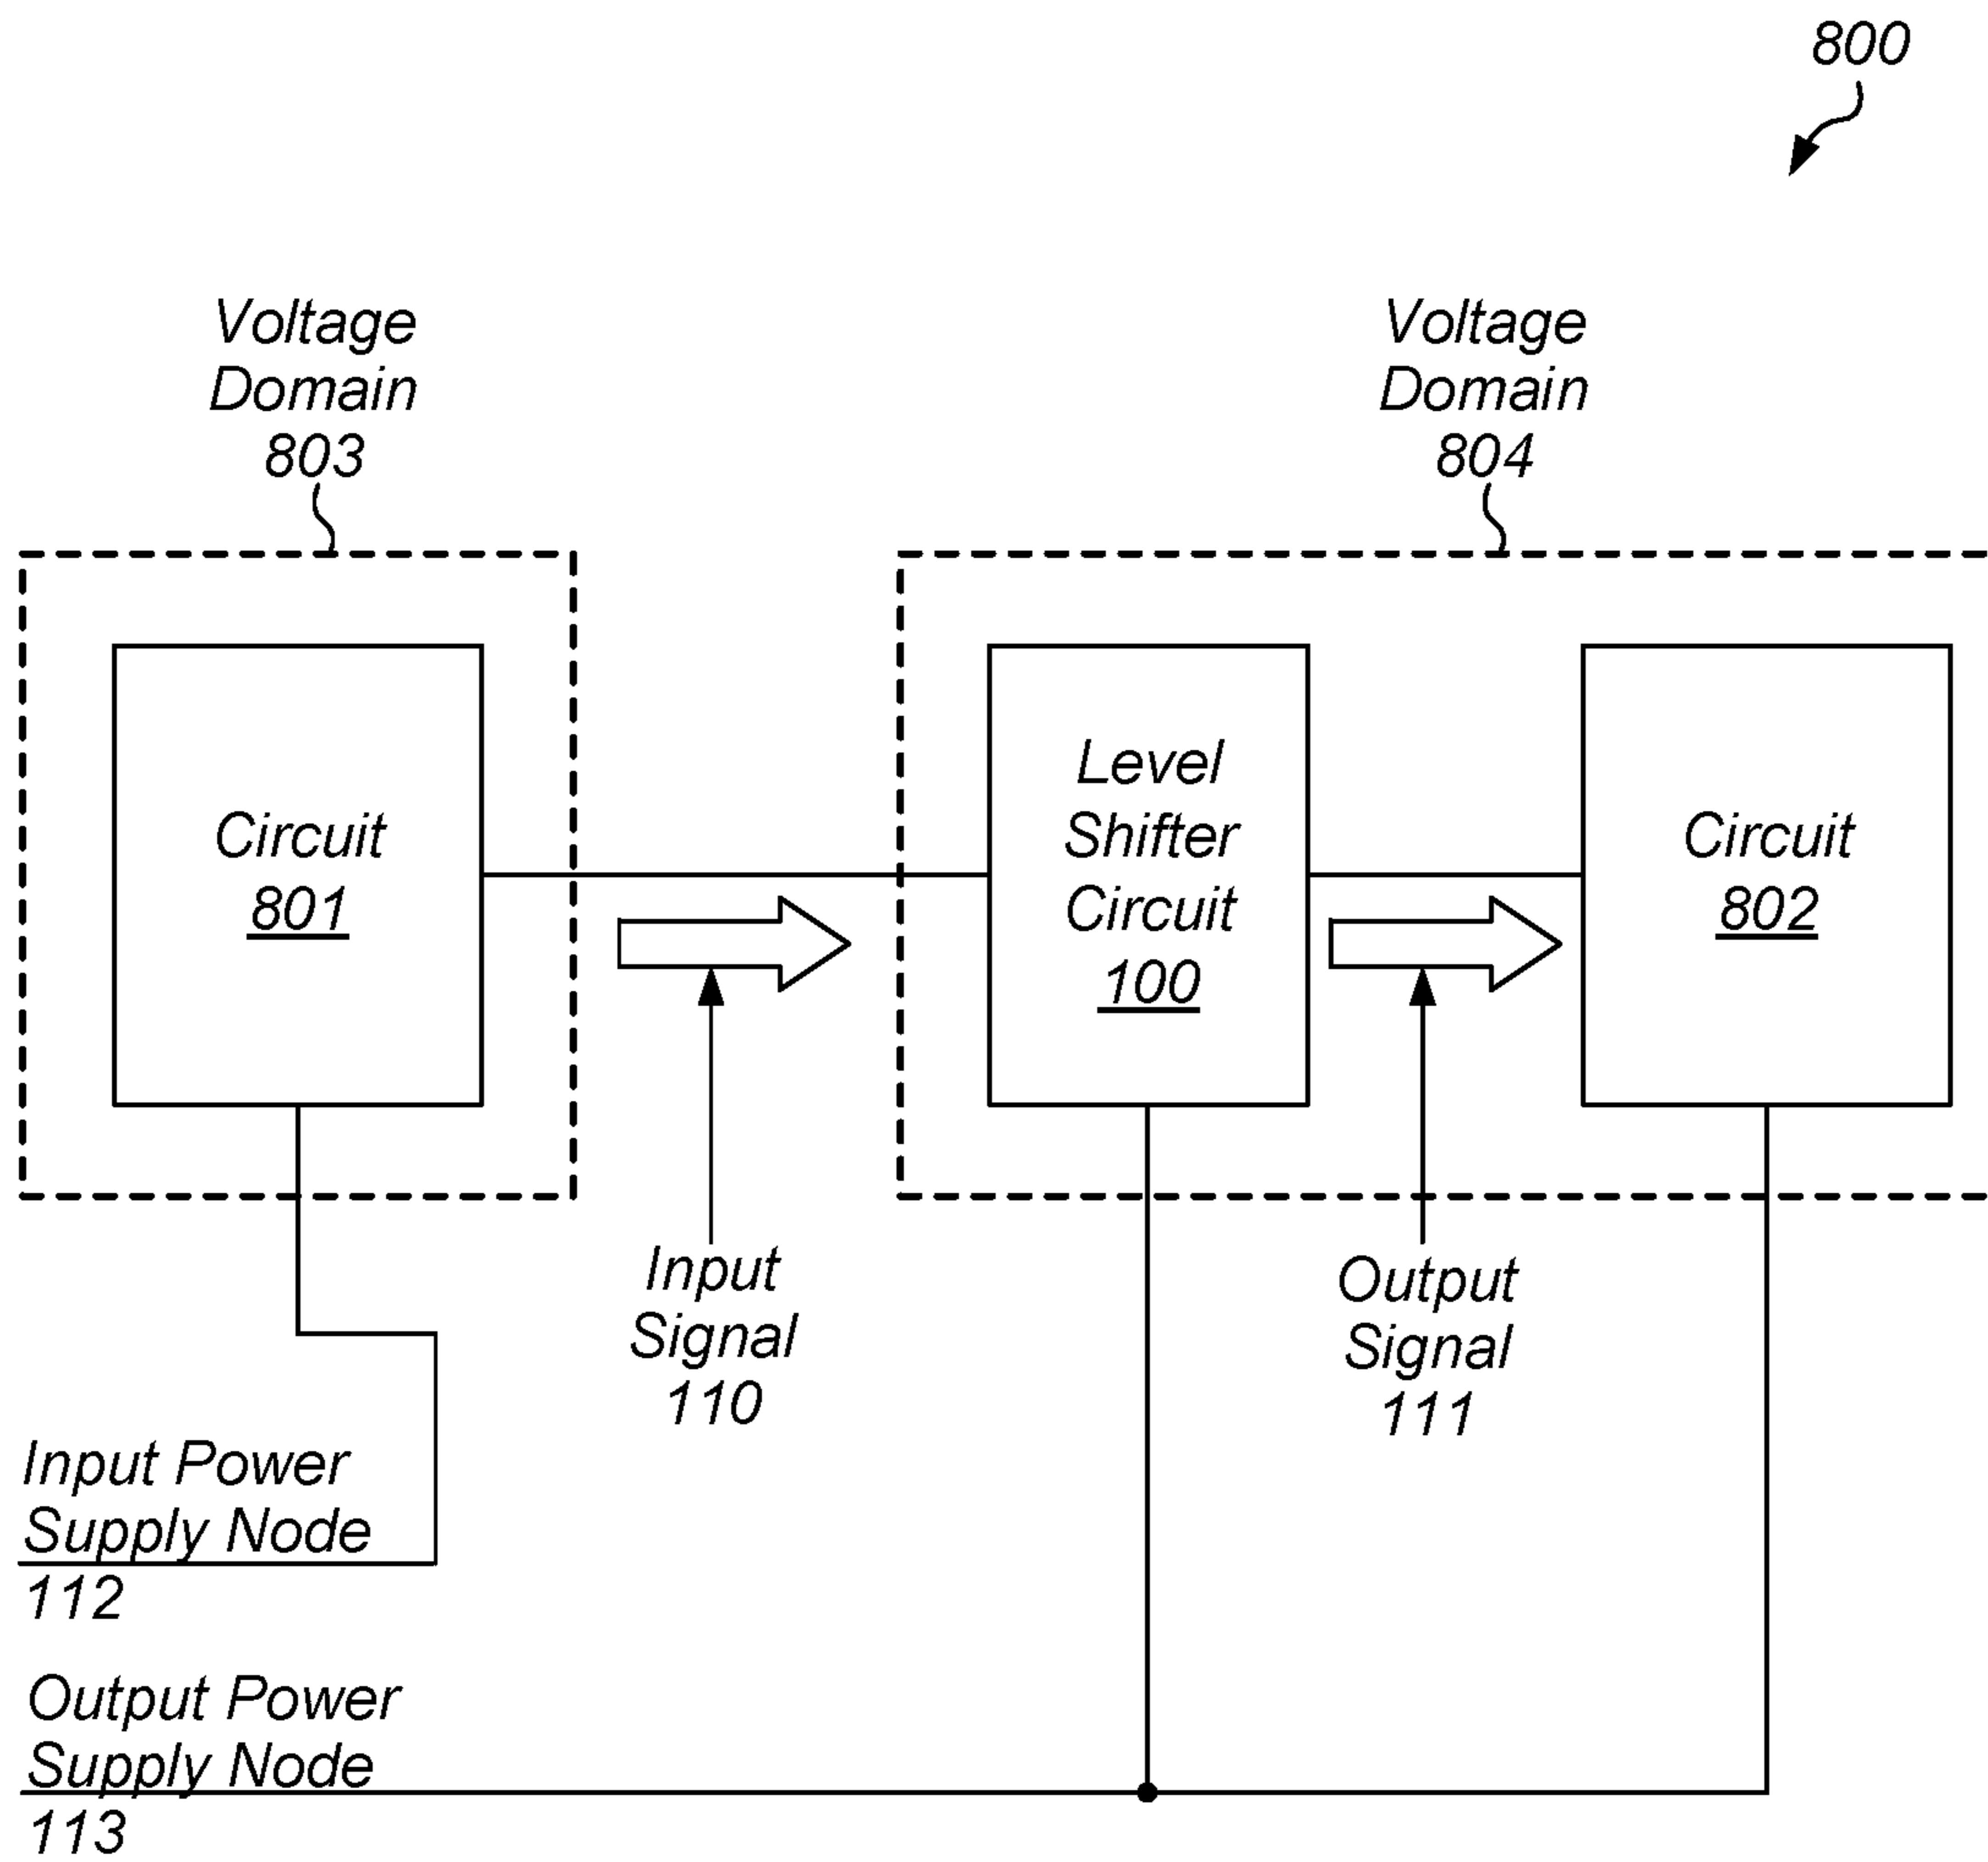 800
Voltage
Domain
803
Voltage
Domain
804
Circuit
801
Level
Shifter
Circuit
100
Circuit
802
Input
Signal
110
Output
Signal
111
Input Power
Supply Node
112
Output Power
Supply Node
113